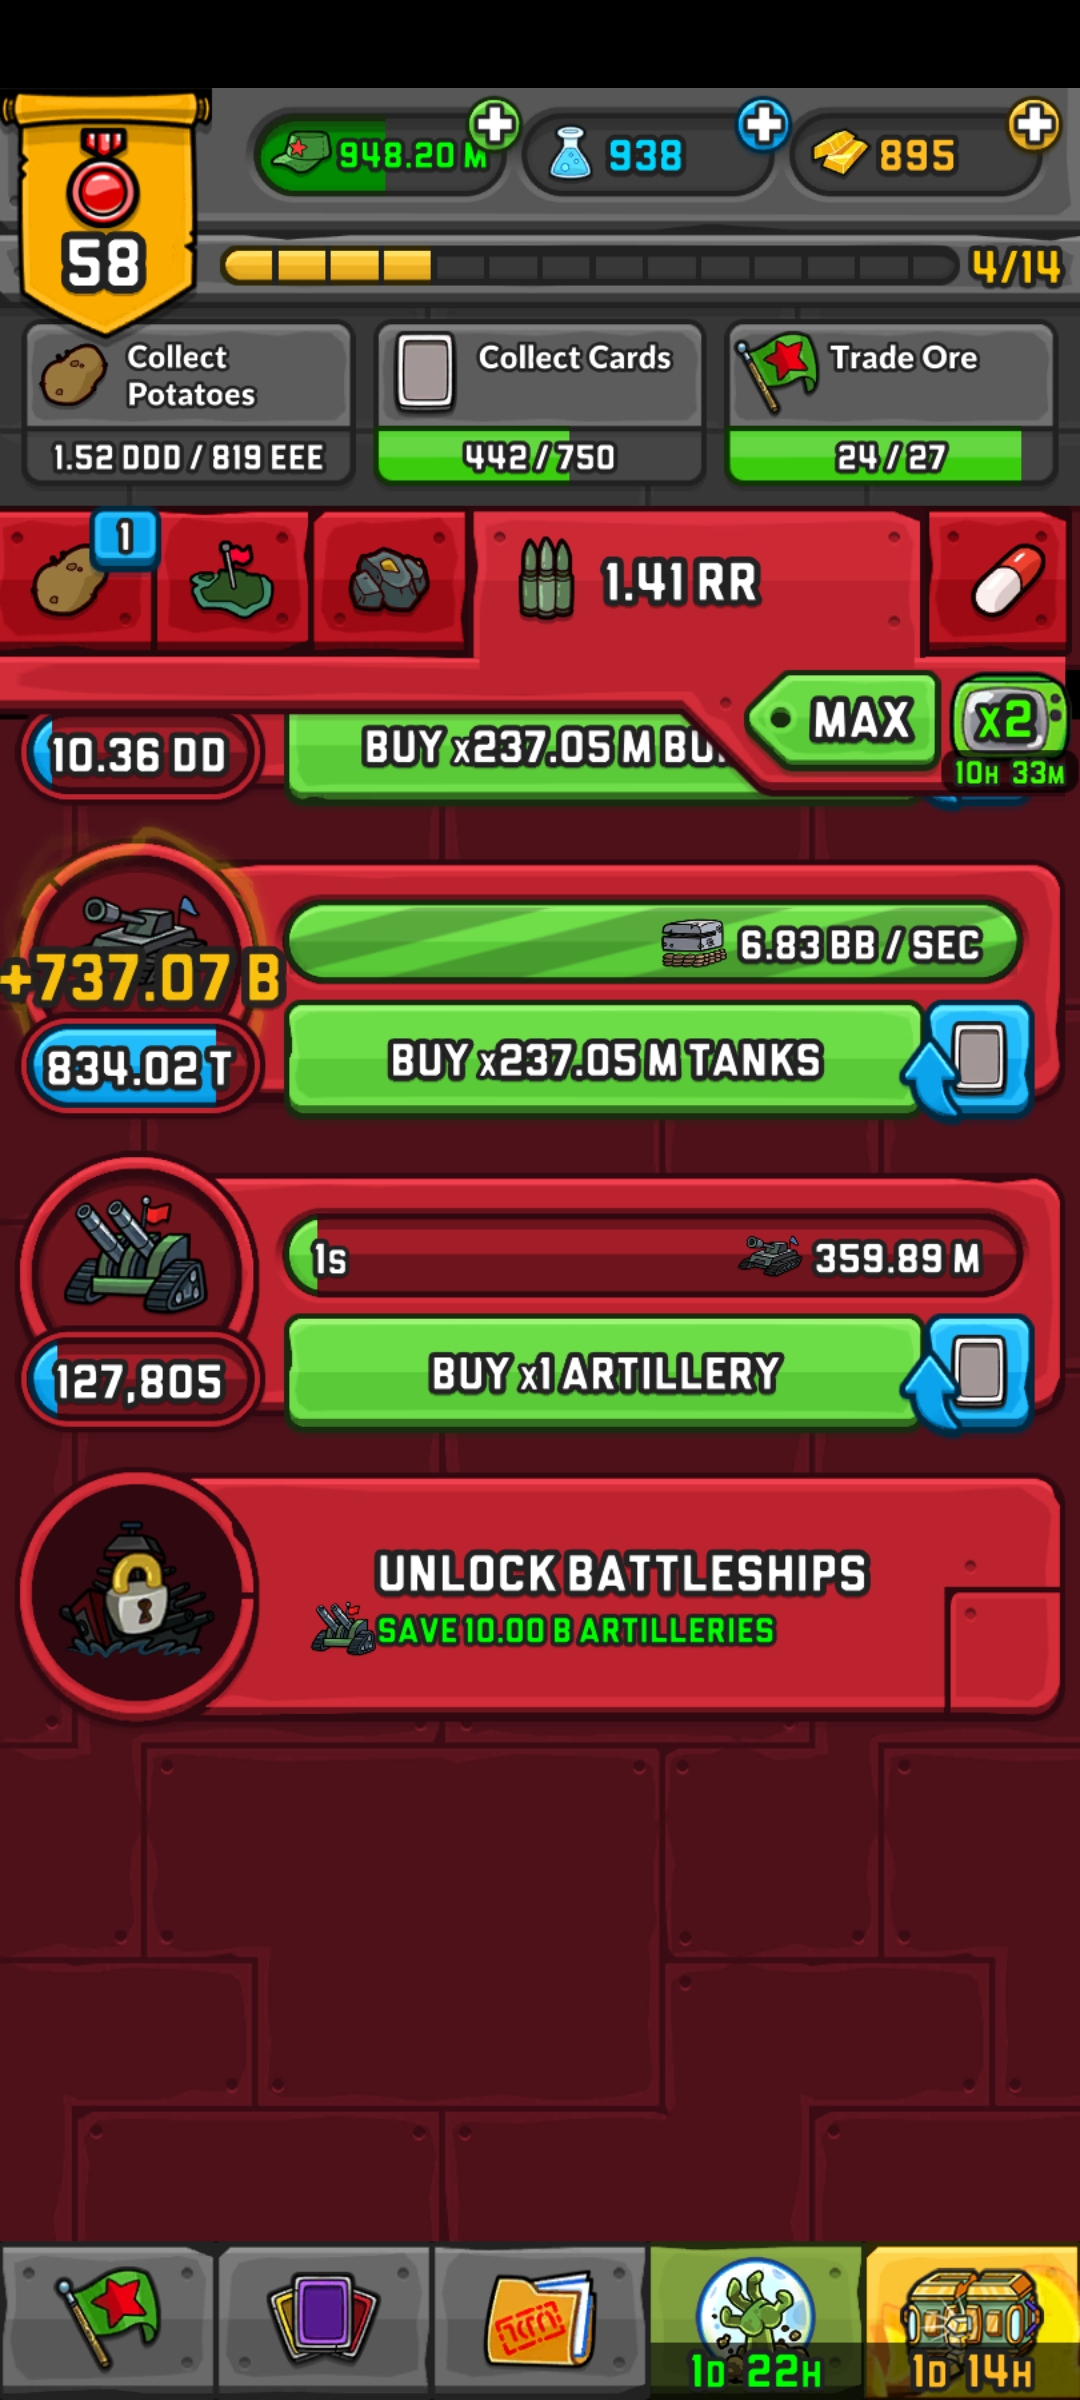 948.20 M
938
895
58
4/14
Collect
Potatoes
1.52 DDD / 819 EEE
Collect Cards
442 / 750
Trade Ore
24 / 27
1
1.41 RR
MAX
x2
10H 33M
10.36 DD
BUY x237.05 M
6.83 BB / SEC
+737.07 B
834.02 T
BUY x237.05 M TANKS
1s
359.89 M
127,805
BUY x1 ARTILLERY
UNLOCK BATTLESHIPS
SAVE 10.00 B ARTILLERIES
1D 22H
1D 14H